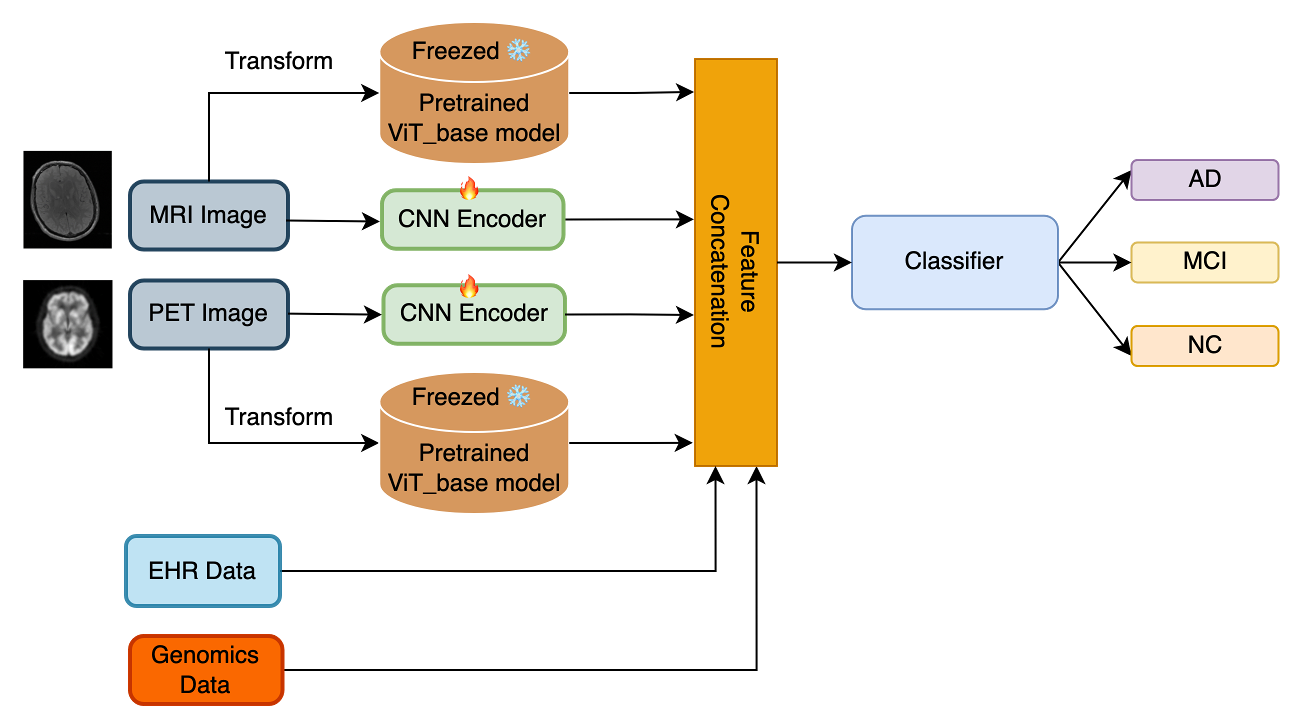 Transform
Freezed
Pretrained
ViT_base model
MRI Image
CNN Encoder
PET Image
CNN Encoder
Transform
Freezed
Pretrained
ViT_base model
EHR Data
Genomics
Data
Feature
Concatenation
Classifier
AD
MCI
NC